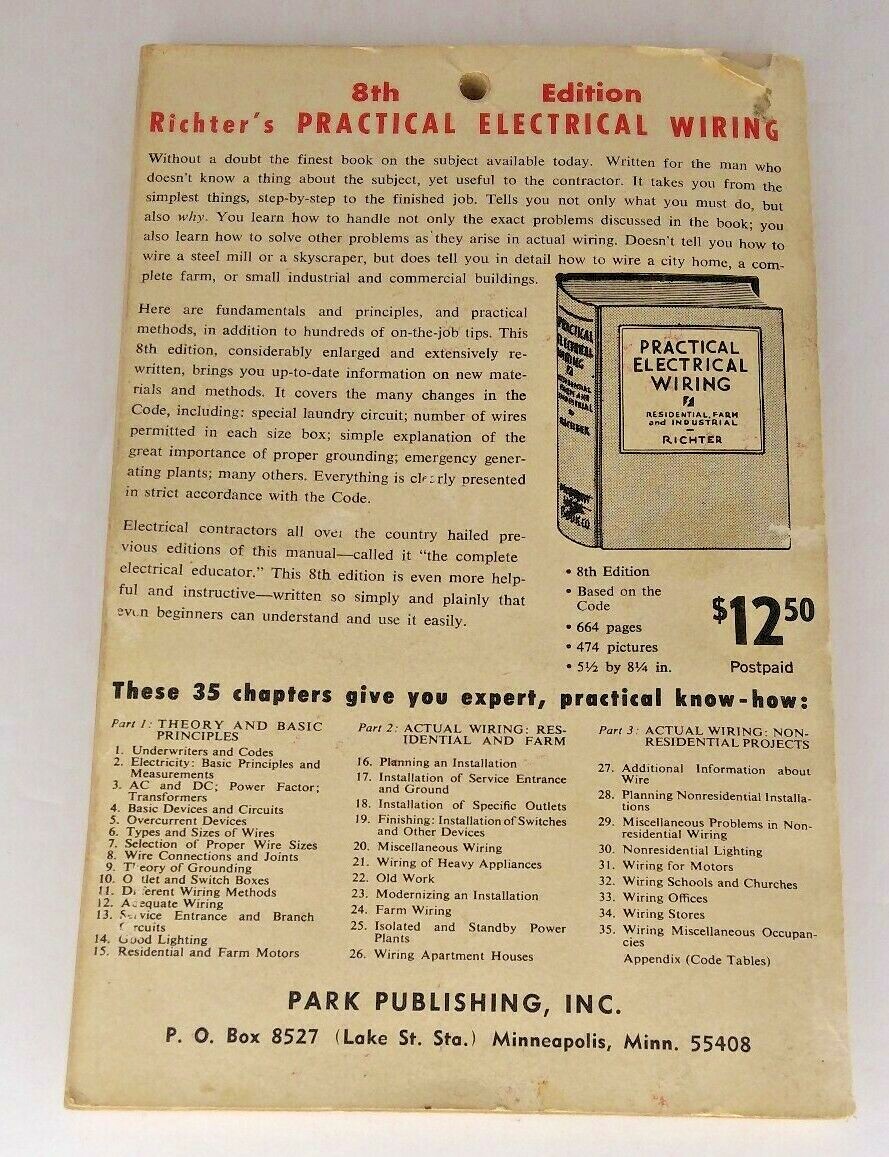 8th Edition
Richter's PRACTICAL ELECTRICAL WIRING
Without a doubt the finest book on the subject available today. Written for the man who
doesn't know a thing about the subject, yet useful to the contractor. It takes you from the
simplest things, step-by-step to the finished job. Tells you not only what you must do, but
also why. You learn how to handle not only the exact problems discussed in the book; you
also learn how to solve other problems as they arise in actual wiring. Doesn't tell you how to
wire a steel mill or a skyscraper, but does tell you in detail how to wire a city home, a com-
plete farm, or small industrial and commercial buildings.
Here are fundamentals and principles, and practical
methods, in addition to hundreds of on-the-job tips. This
8th edition, considerably enlarged and extensively re-
written, brings you up-to-date information on new mate-
rials and methods. It covers the many changes in the
Code, including: special laundry circuit; number of wires
permitted in each size box; simple explanation of the
great importance of proper grounding; emergency gener-
ating plants; many others. Everything is clearly presented
in strict accordance with the Code.
Electrical contractors all over the country hailed pre-
vious editions of this manual—called it "the complete
electrical educator." This 8th edition is even more help-
ful and instructive—written so simply and plainly that
even beginners can understand and use it easily.
PRACTICAL
ELECTRICAL
WIRING
RESIDENTIAL
FARM AND
INDUSTRIAL
RICHTER
PRACTICAL
ELECTRICAL
WIRING
RESIDENTIAL, FARM
and INDUSTRIAL
RICHTER
• 8th Edition
• Based on the
Code
• 664 pages
• 474 pictures
• 5½ by 8¼ in.
$12 50
Postpaid
These 35 chapters give you expert, practical know-how:
Part 1: THEORY AND BASIC
PRINCIPLES
1. Underwriters and Codes
2. Electricity: Basic Principles and
Measurements
3. AC and DC; Power Factor;
Transformers
4. Basic Devices and Circuits
5. Overcurrent Devices
6. Types and Sizes of Wires
7. Selection of Proper Wire Sizes
8. Wire Connections and Joints
9. Theory of Grounding
10. Outlet and Switch Boxes
11. Different Wiring Methods
12. Adequate Wiring
13. Service Entrance and Branch
Circuits
14. Good Lighting
15. Residential and Farm Motors
Part 2: ACTUAL WIRING: RES-
IDENTIAL AND FARM
16. Planning an Installation
17. Installation of Service Entrance
and Ground
18. Installation of Specific Outlets
19. Finishing: Installation of Switches
and Other Devices
20. Miscellaneous Wiring
21. Wiring of Heavy Appliances
22. Old Work
23. Modernizing an Installation
24. Farm Wiring
25. Isolated and Standby Power
Plants
26. Wiring Apartment Houses
Part 3: ACTUAL WIRING: NON-
RESIDENTIAL PROJECTS
27. Additional Information about
Wire
28. Planning Nonresidential Installa-
tions
29. Miscellaneous Problems in Non-
residential Wiring
30. Nonresidential Lighting
31. Wiring for Motors
32. Wiring Schools and Churches
33. Wiring Offices
34. Wiring Stores
35. Wiring Miscellaneous Occupan-
cies
Appendix (Code Tables)
PARK PUBLISHING, INC.
P. O. Box 8527 (Lake St. Sta.) Minneapolis, Minn. 55408